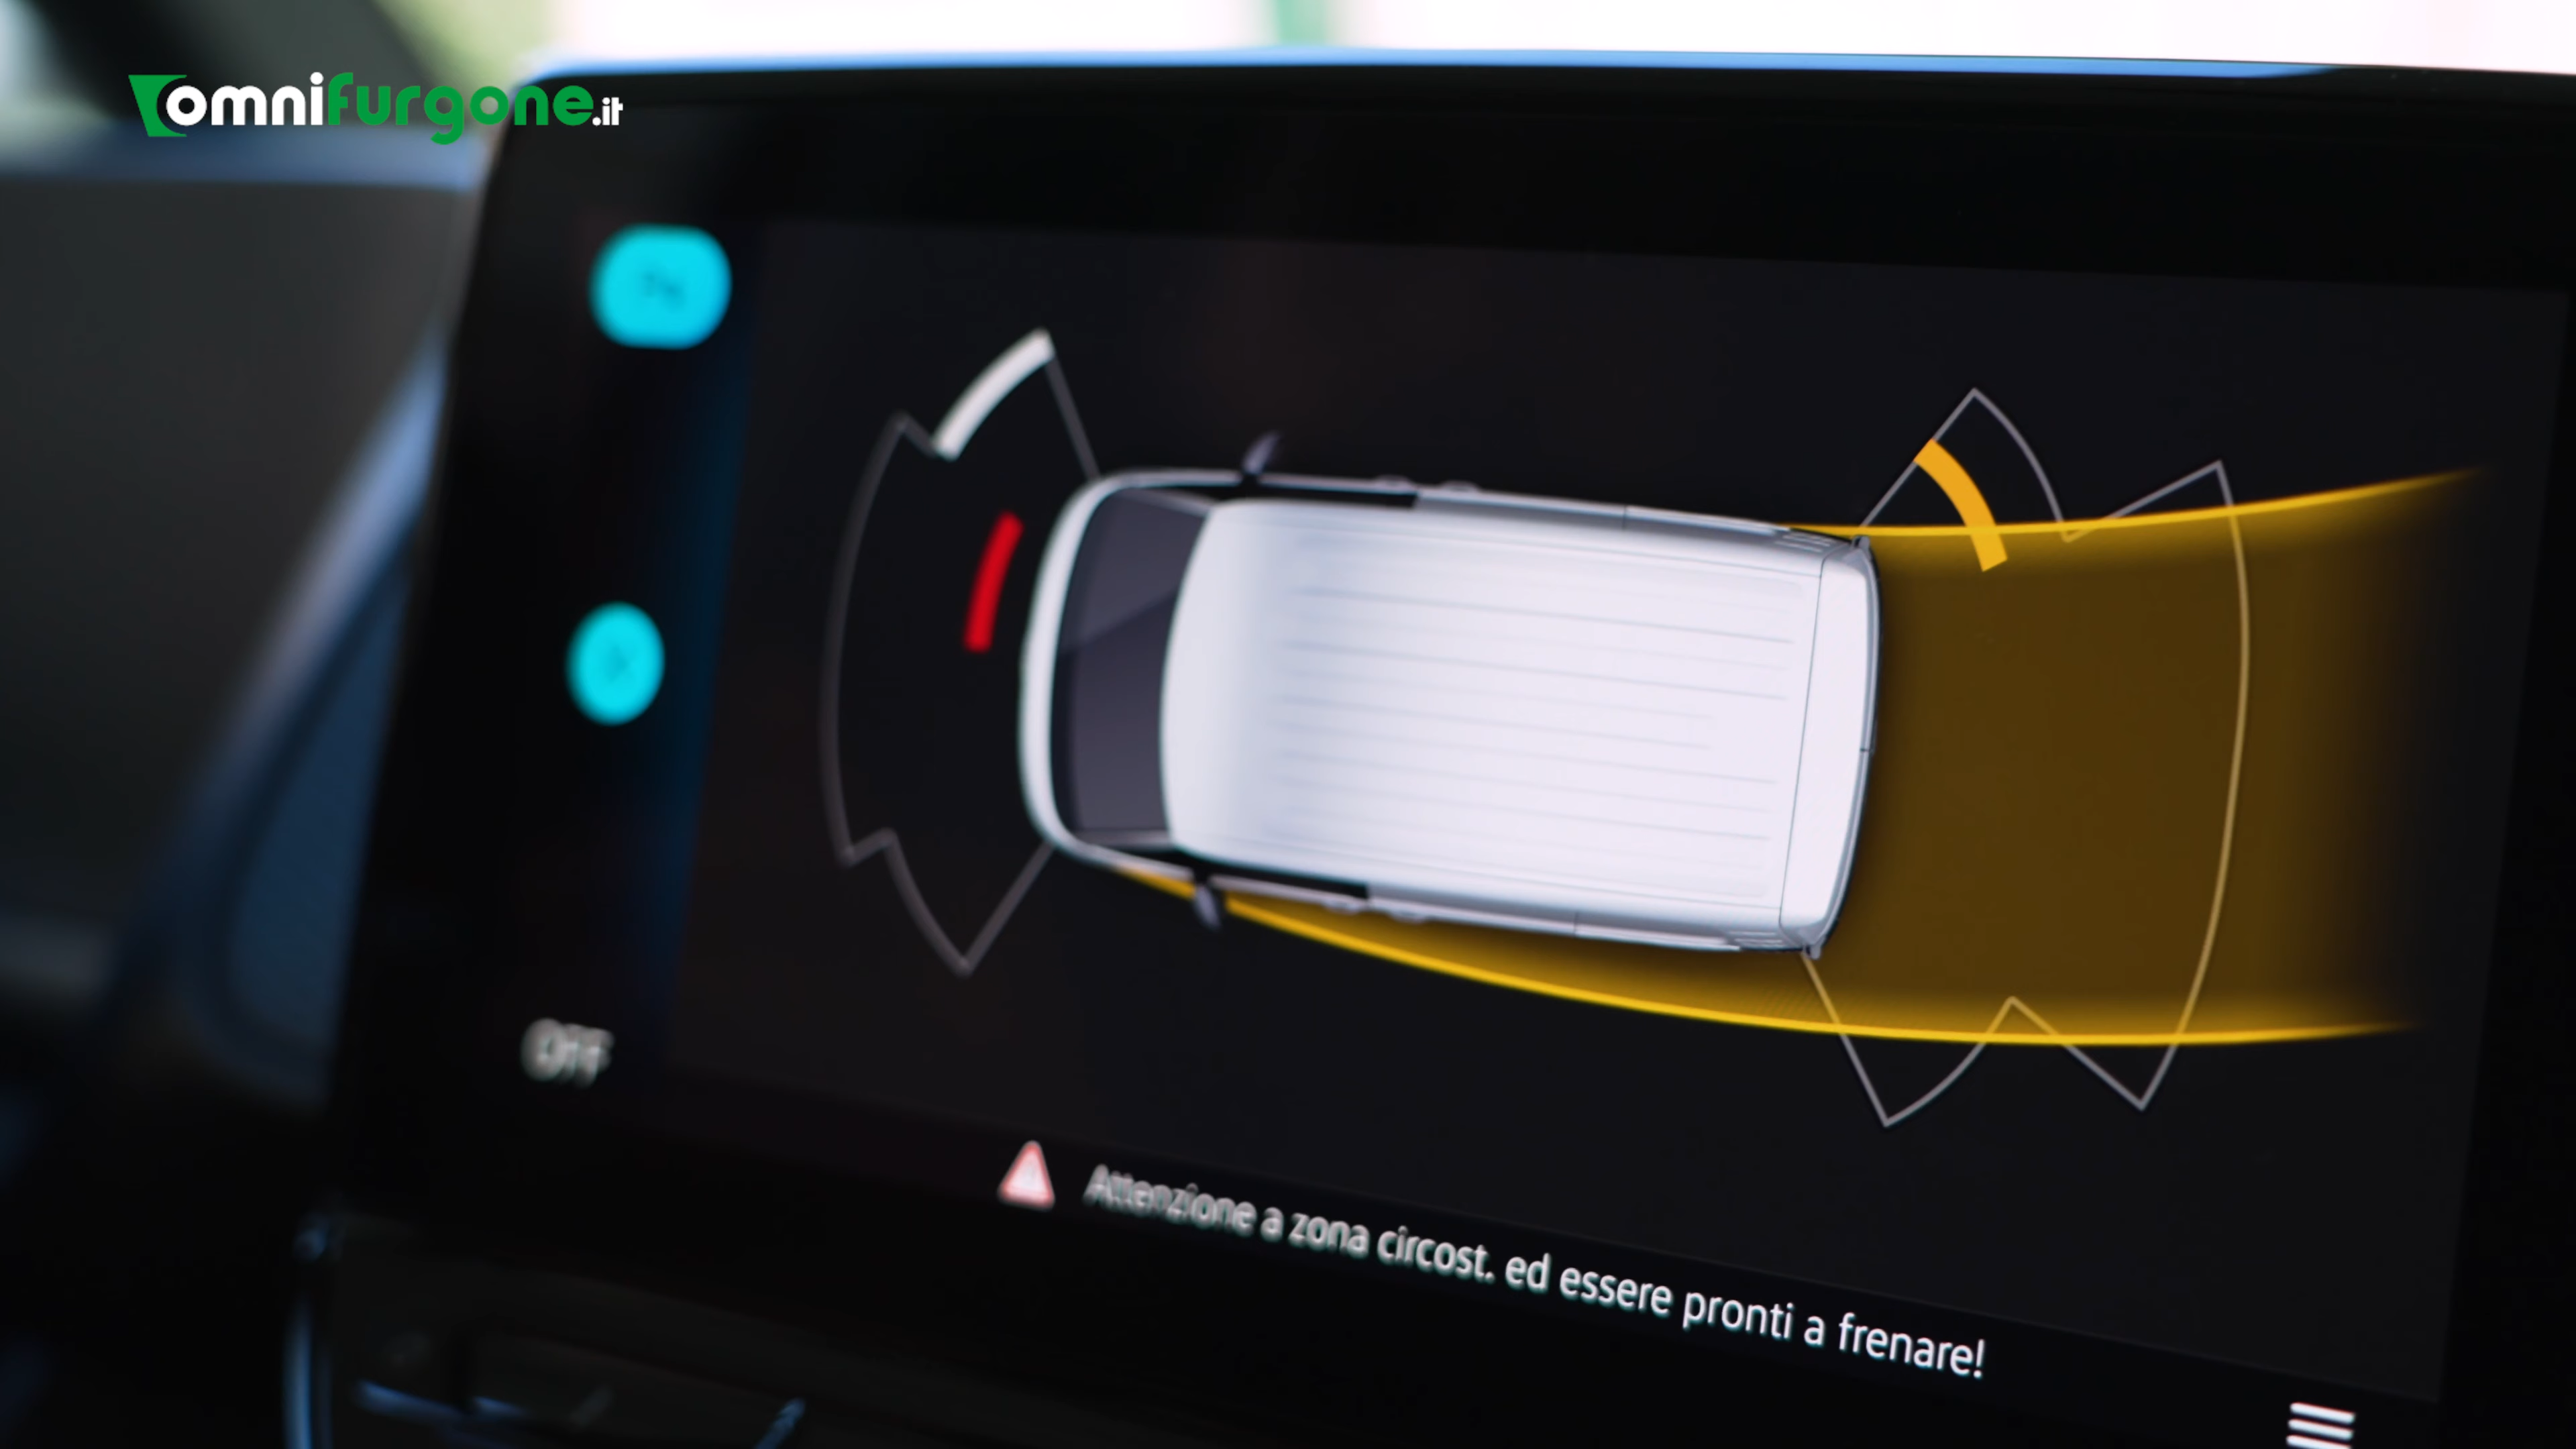 omnifurgone.it
OFF
Attenzione a zona circost. ed essere pronti a frenare!